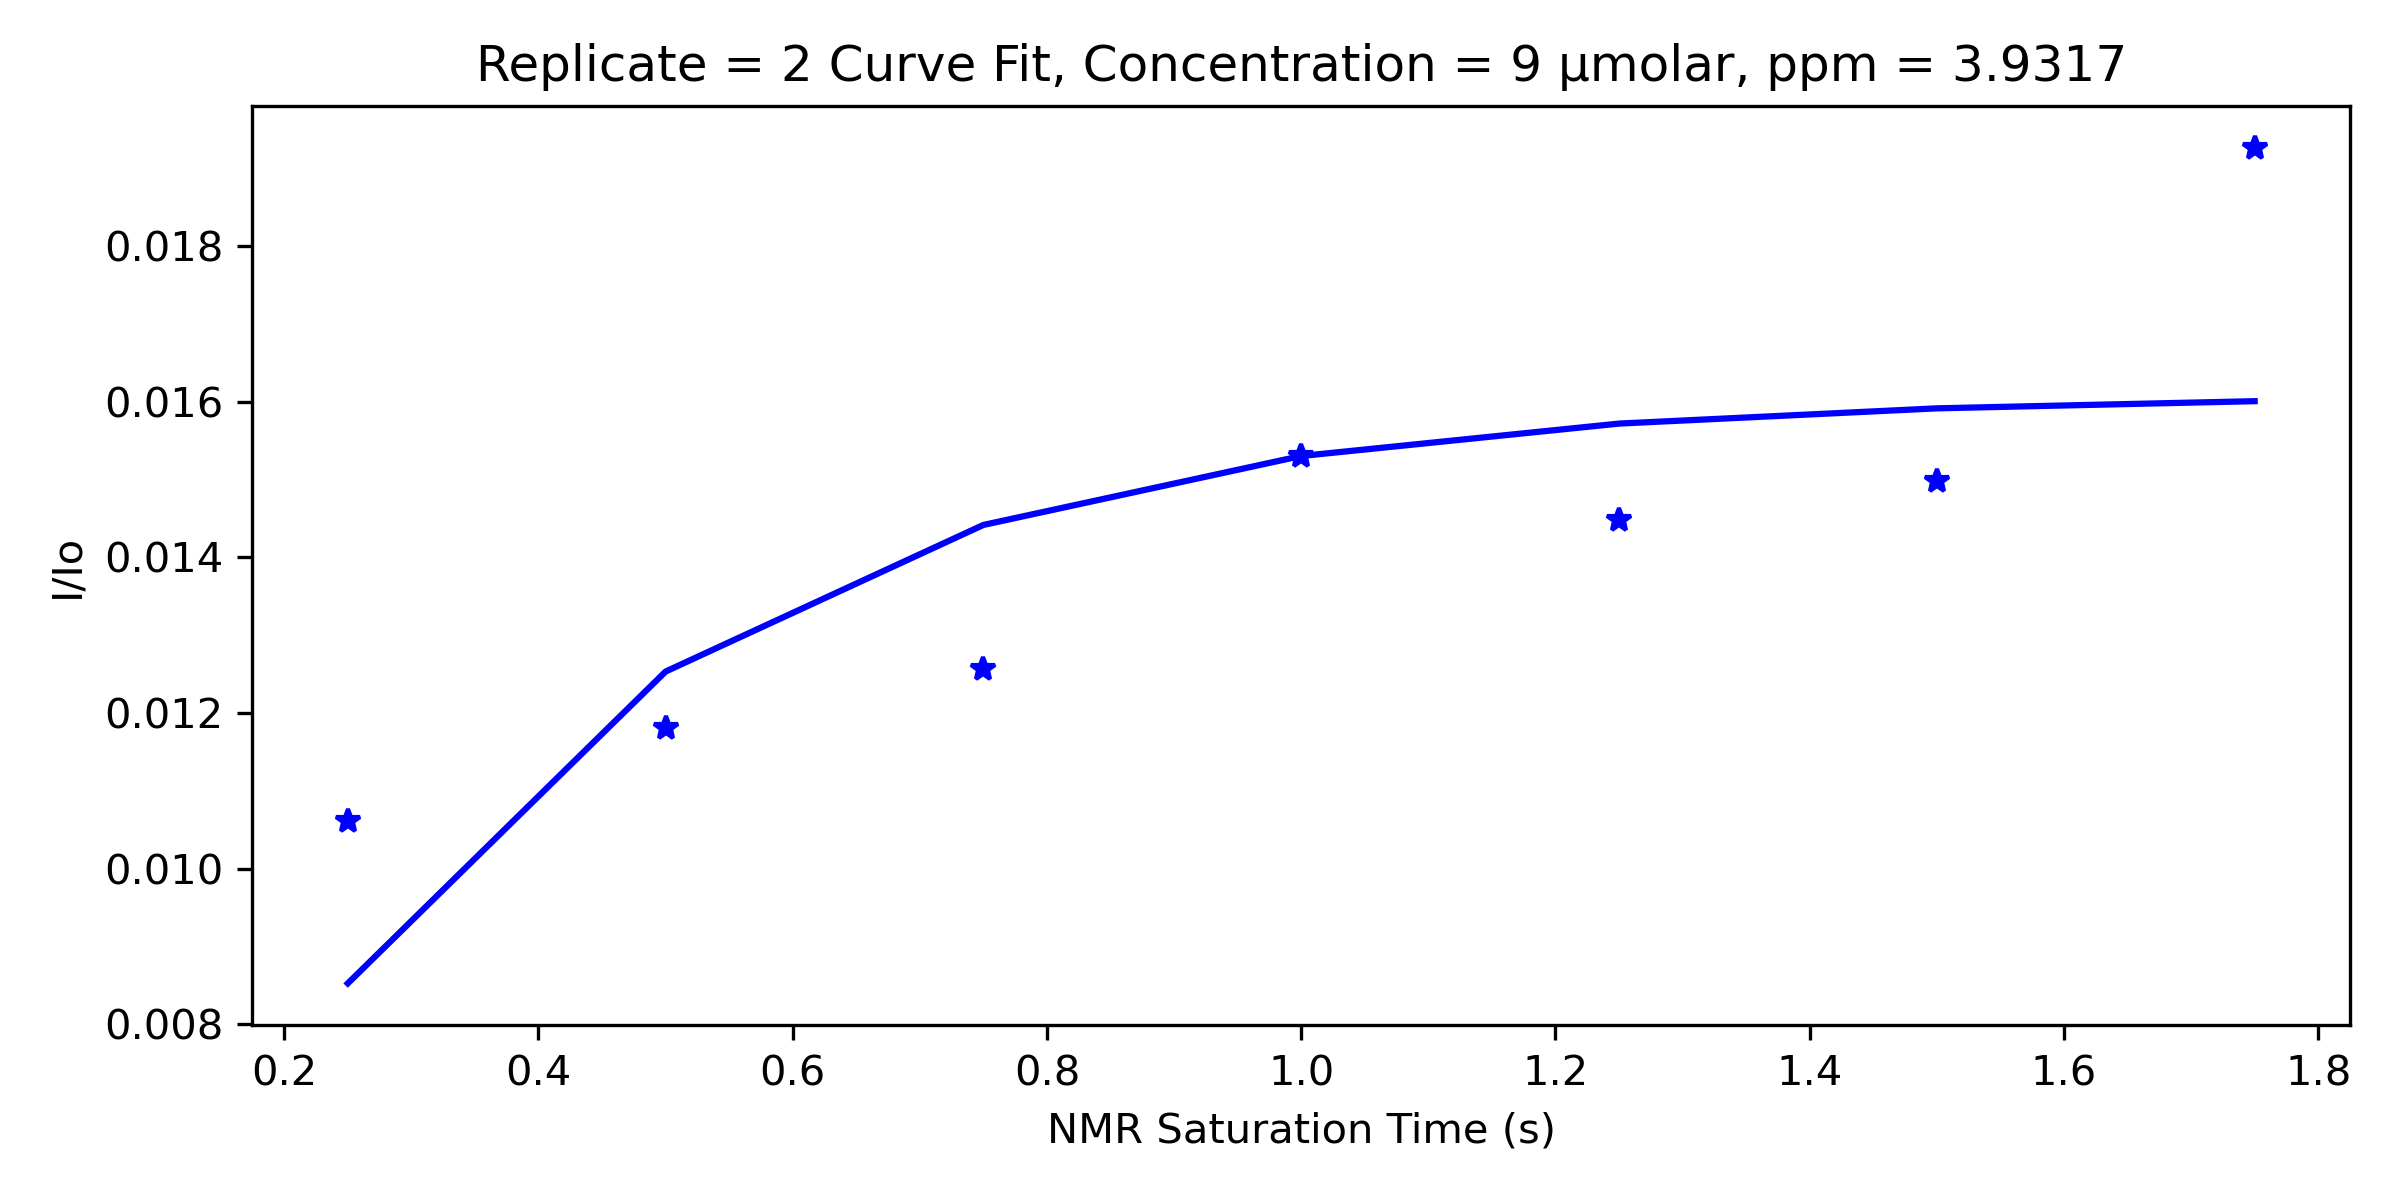 Replicate = 2 Curve Fit, Concentration = 9 μmolar, ppm = 3.9317
0.018
0.016
0.014
0.012
0.010
0.008
I/Io
0.2 0.4 0.6 0.8 1.0 1.2 1.4 1.6 1.8
NMR Saturation Time (s)